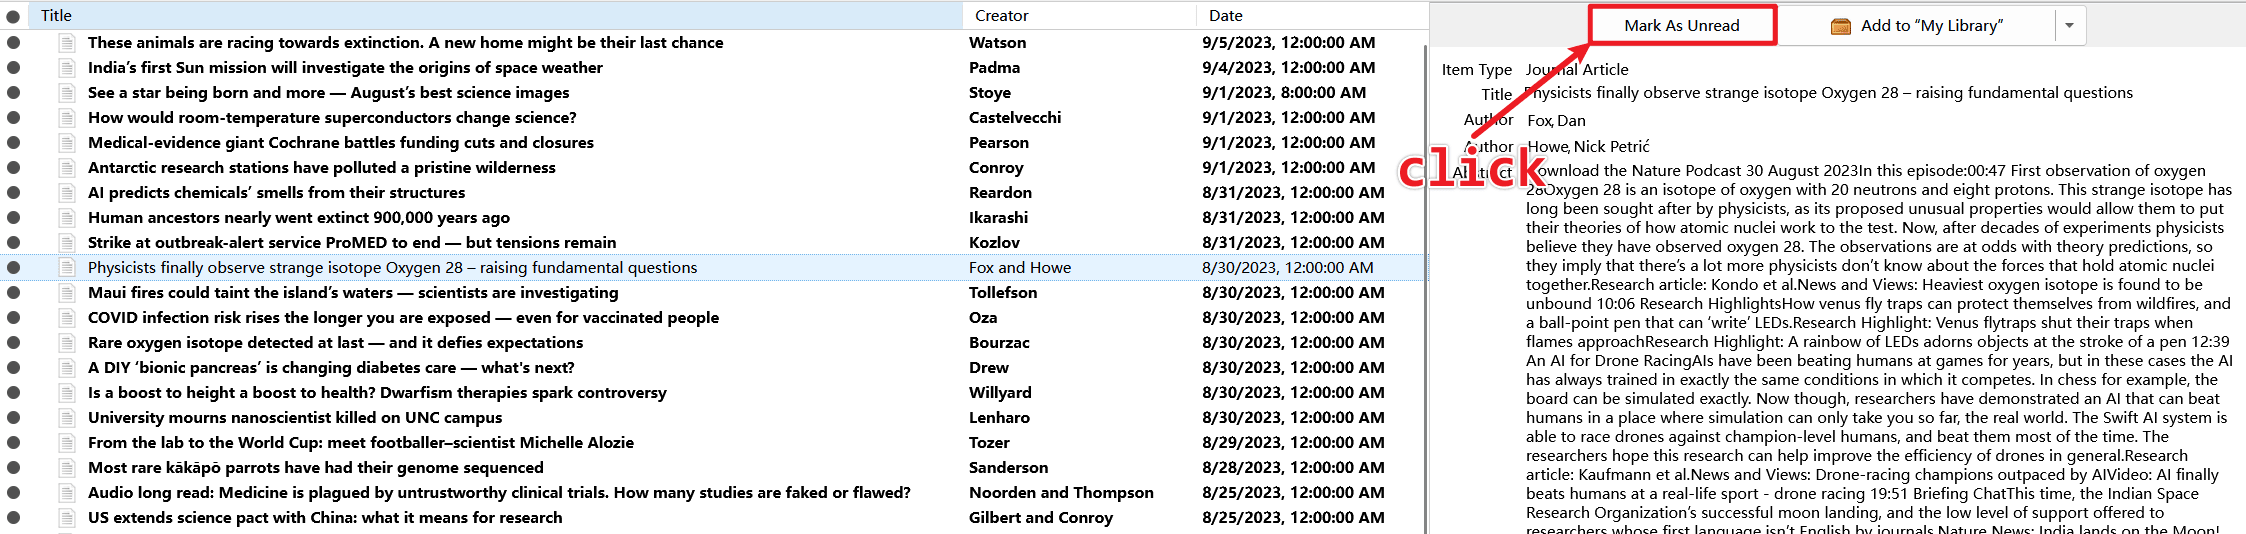 Title Creator Date
These animals are racing towards extinction. A new home might be their last chance Watson 9/5/2023, 12:00:00 AM
India’s first Sun mission will investigate the origins of space weather Padma 9/4/2023, 12:00:00 AM
See a star being born and more — August’s best science images Stoye 9/1/2023, 8:00:00 AM
How would room-temperature superconductors change science? Castelvecchi 9/1/2023, 12:00:00 AM
Medical-evidence giant Cochrane battles funding cuts and closures Pearson 9/1/2023, 12:00:00 AM
Antarctic research stations have polluted a pristine wilderness Conroy 9/1/2023, 12:00:00 AM
AI predicts chemicals’ smells from their structures Reardon 8/31/2023, 12:00:00 AM
Human ancestors nearly went extinct 900,000 years ago Ikarashi 8/31/2023, 12:00:00 AM
Strike at outbreak-alert service ProMED to end — but tensions remain Kozlov 8/31/2023, 12:00:00 AM
Physicists finally observe strange isotope Oxygen 28 – raising fundamental questions Fox and Howe 8/30/2023, 12:00:00 AM
Maui fires could taint the island’s waters — scientists are investigating Tollefson 8/30/2023, 12:00:00 AM
COVID infection risk rises the longer you are exposed — even for vaccinated people Oza 8/30/2023, 12:00:00 AM
Rare oxygen isotope detected at last — and it defies expectations Bourzac 8/30/2023, 12:00:00 AM
A DIY ‘bionic pancreas’ is changing diabetes care — what's next? Drew 8/30/2023, 12:00:00 AM
Is a boost to height a boost to health? Dwarfism therapies spark controversy Willyard 8/30/2023, 12:00:00 AM
University mourns nanoscientist killed on UNC campus Lenharo 8/30/2023, 12:00:00 AM
From the lab to the World Cup: meet footballer–scientist Michelle Alozie Tozer 8/29/2023, 12:00:00 AM
Most rare kākāpō parrots have had their genome sequenced Sanderson 8/28/2023, 12:00:00 AM
Audio long read: Medicine is plagued by untrustworthy clinical trials. How many studies are faked or flawed? Noorden and Thompson 8/25/2023, 12:00:00 AM
US extends science pact with China: what it means for research Gilbert and Conroy 8/25/2023, 12:00:00 AM
Mark As Unread Add to “My Library”
Item Type Journal Article
Title Physicists finally observe strange isotope Oxygen 28 – raising fundamental questions
Author Fox, Dan
Author Howe, Nick Petrić
click
Abstract Download the Nature Podcast 30 August 2023In this episode:00:47 First observation of oxygen
28Oxygen 28 is an isotope of oxygen with 20 neutrons and eight protons. This strange isotope has
long been sought after by physicists, as its proposed unusual properties would allow them to put
their theories of how atomic nuclei work to the test. Now, after decades of experiments physicists
believe they have observed oxygen 28. The observations are at odds with theory predictions, so
they imply that there’s a lot more physicists don’t know about the forces that hold atomic nuclei
together.Research article: Kondo et al.News and Views: Heaviest oxygen isotope is found to be
unbound 10:06 Research HighlightsHow venus fly traps can protect themselves from wildfires, and
a ball-point pen that can ‘write’ LEDs.Research Highlight: Venus flytraps shut their traps when
flames approachResearch Highlight: A rainbow of LEDs adorns objects at the stroke of a pen 12:39
An AI for Drone RacingAIs have been beating humans at games for years, but in these cases the AI
has always trained in exactly the same conditions in which it competes. In chess for example, the
board can be simulated exactly. Now though, researchers have demonstrated an AI that can beat
humans in a place where simulation can only take you so far, the real world. The Swift AI system is
able to race drones against champion-level humans, and beat them most of the time. The
researchers hope this research can help improve the efficiency of drones in general.Research
article: Kaufmann et al.News and Views: Drone-racing champions outpaced by AIVideo: AI finally
beats humans at a real-life sport - drone racing 19:51 Briefing ChatThis time, the Indian Space
Research Organization’s successful moon landing, and the low level of support offered to
researchers whose first language isn’t English by journals.Nature News: India lands on the Moon!